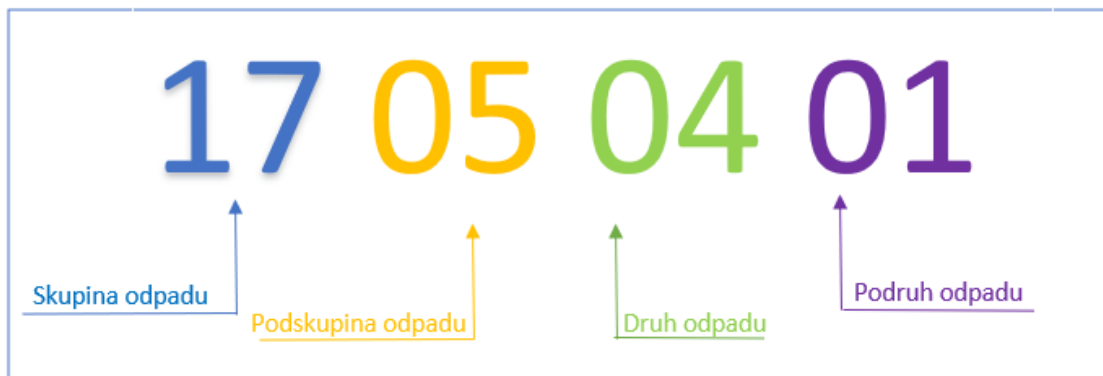 17 05 04 01
Skupina odpadu
Podskupina odpadu
Druh odpadu
Podruh odpadu